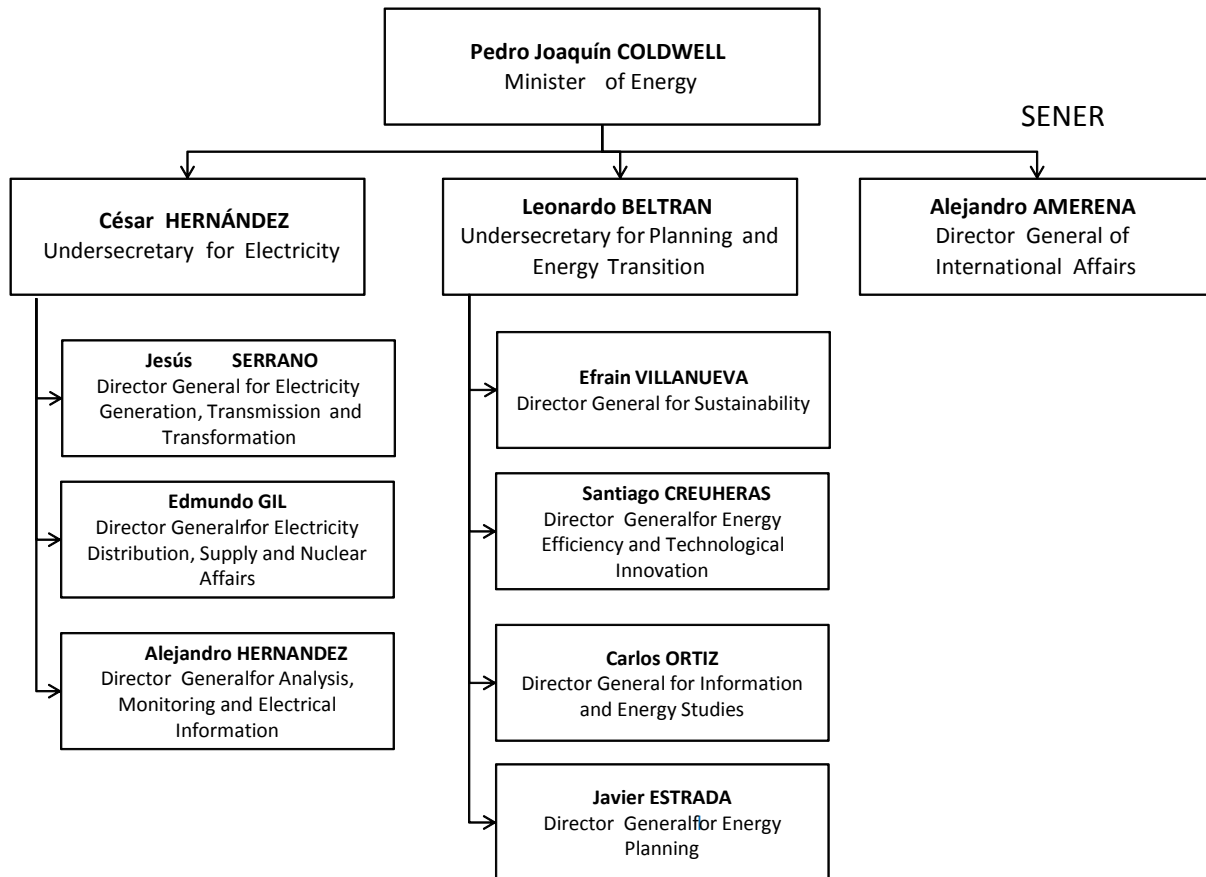 Pedro Joaquín COLDWELL
Minister of Energy
SENER
César HERNÁNDEZ
Undersecretary for Electricity
Leonardo BELTRAN
Undersecretary for Planning and
Energy Transition
Alejandro AMERENA
Director General of
International Affairs
Jesús SERRANO
Director General for Electricity
Generation, Transmission and
Transformation
Edmundo GIL
Director Generalfor Electricity
Distribution, Supply and Nuclear
Affairs
Alejandro HERNANDEZ
Director Generalfor Analysis,
Monitoring and Electrical
Information
Efrain VILLANUEVA
Director General for Sustainability
Santiago CREUHERAS
Director Generalfor Energy
Efficiency and Technological
Innovation
Carlos ORTIZ
Director General for Information
and Energy Studies
Javier ESTRADA
Director Generalfor Energy
Planning